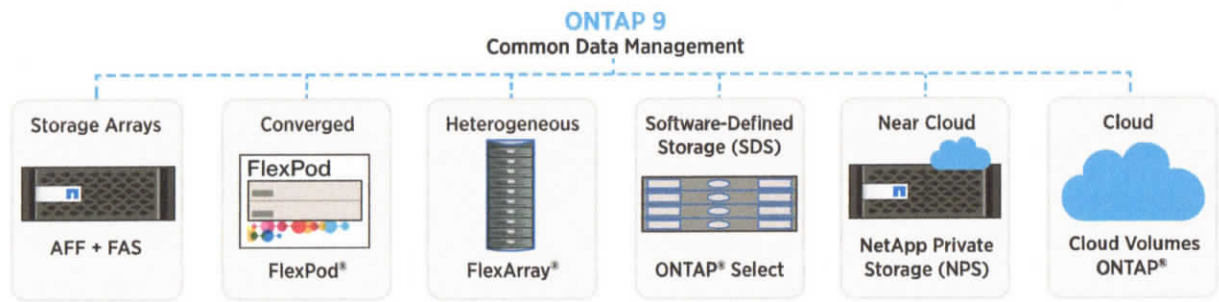 ONTAP 9
Common Data Management
Storage Arrays
AFF + FAS
Converged
FlexPod
FlexPod®
Heterogeneous
FlexArray®
Software-Defined
Storage (SDS)
ONTAP® Select
Near Cloud
NetApp Private
Storage (NPS)
Cloud
Cloud Volumes
ONTAP®